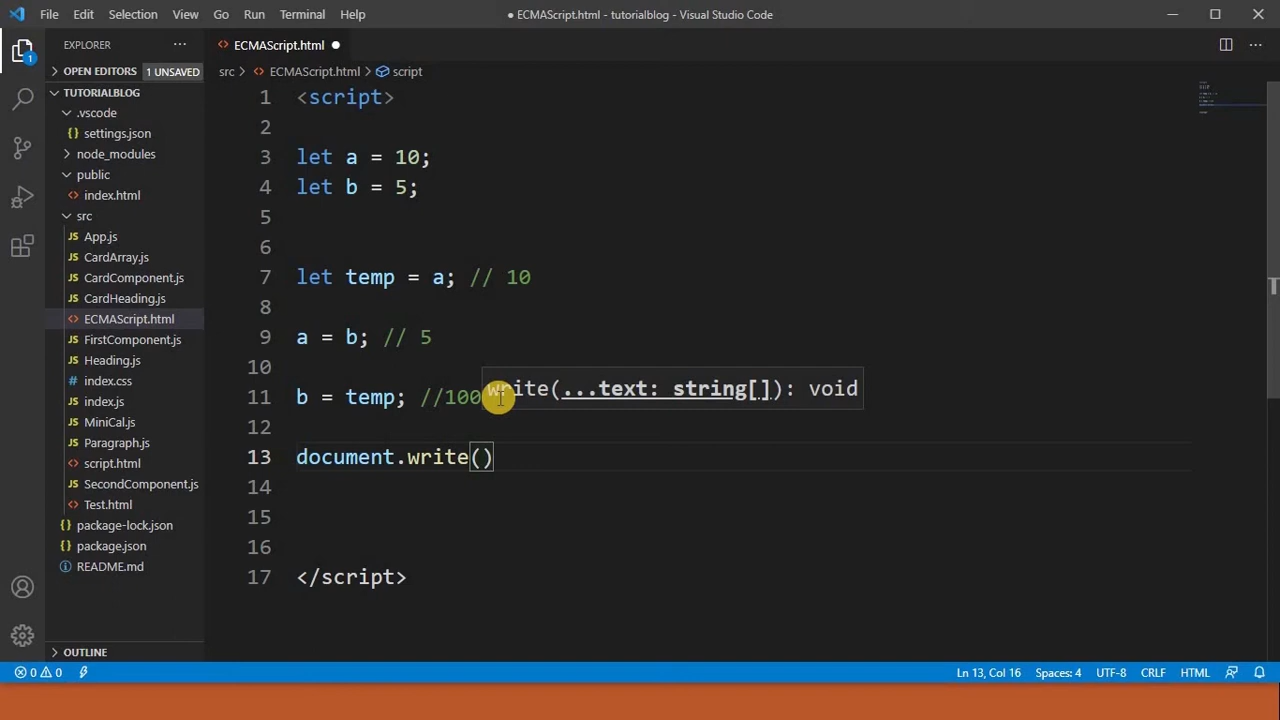 File Edit Selection View Go Run Terminal Help ● ECMAScript.html - tutorialblog - Visual Studio Code
EXPLORER ···
ECMAScript.html
OPEN EDITORS 1 UNSAVED
src > ECMAScript.html > script
TUTORIALBLOG
.vscode
settings.json
node_modules
public
index.html
src
App.js
CardArray.js
CardComponent.js
CardHeading.js
ECMAScript.html
FirstComponent.js
Heading.js
index.css
index.js
MiniCal.js
Paragraph.js
script.html
SecondComponent.js
Test.html
package-lock.json
package.json
README.md
OUTLINE
1
1 <script>
2
3 let a = 10;
4 let b = 5;
5
6
7 let temp = a; // 10
8
9 a = b; // 5
10
write(...text: string[]): void
11 b = temp; //100
12
13 document.write()
14
15
16
17 </script>
0 0
Ln 13, Col 16 Spaces: 4 UTF-8 CRLF HTML